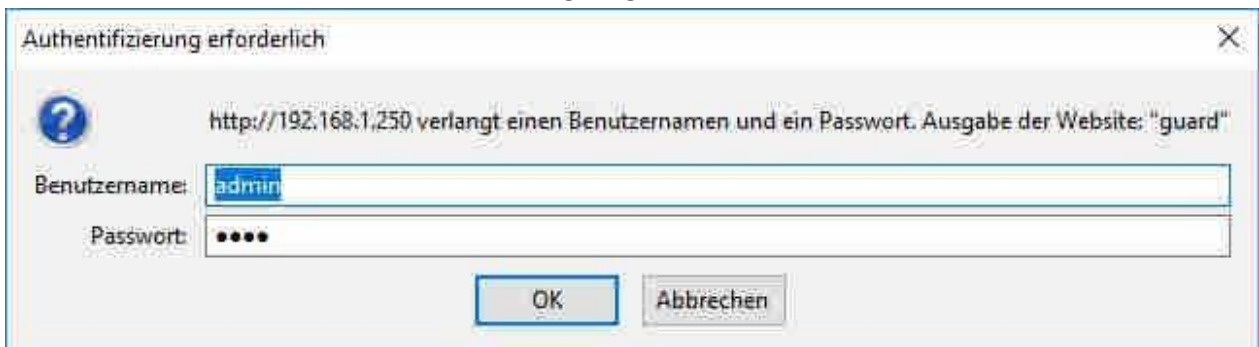 Authentifizierung erforderlich
http://192.168.1.250 verlangt einen Benutzernamen und ein Passwort. Ausgabe der Website: "guard"
Benutzername: admin
Passwort: ●●●●
OK Abbrechen